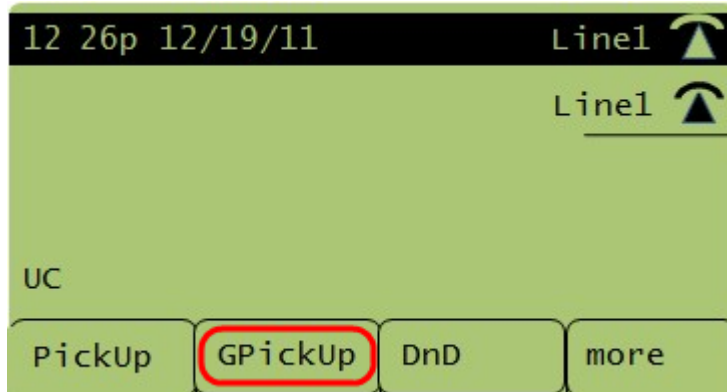 12 26p 12/19/11 Line1
Line1
UC
PickUp GPickUp DnD more